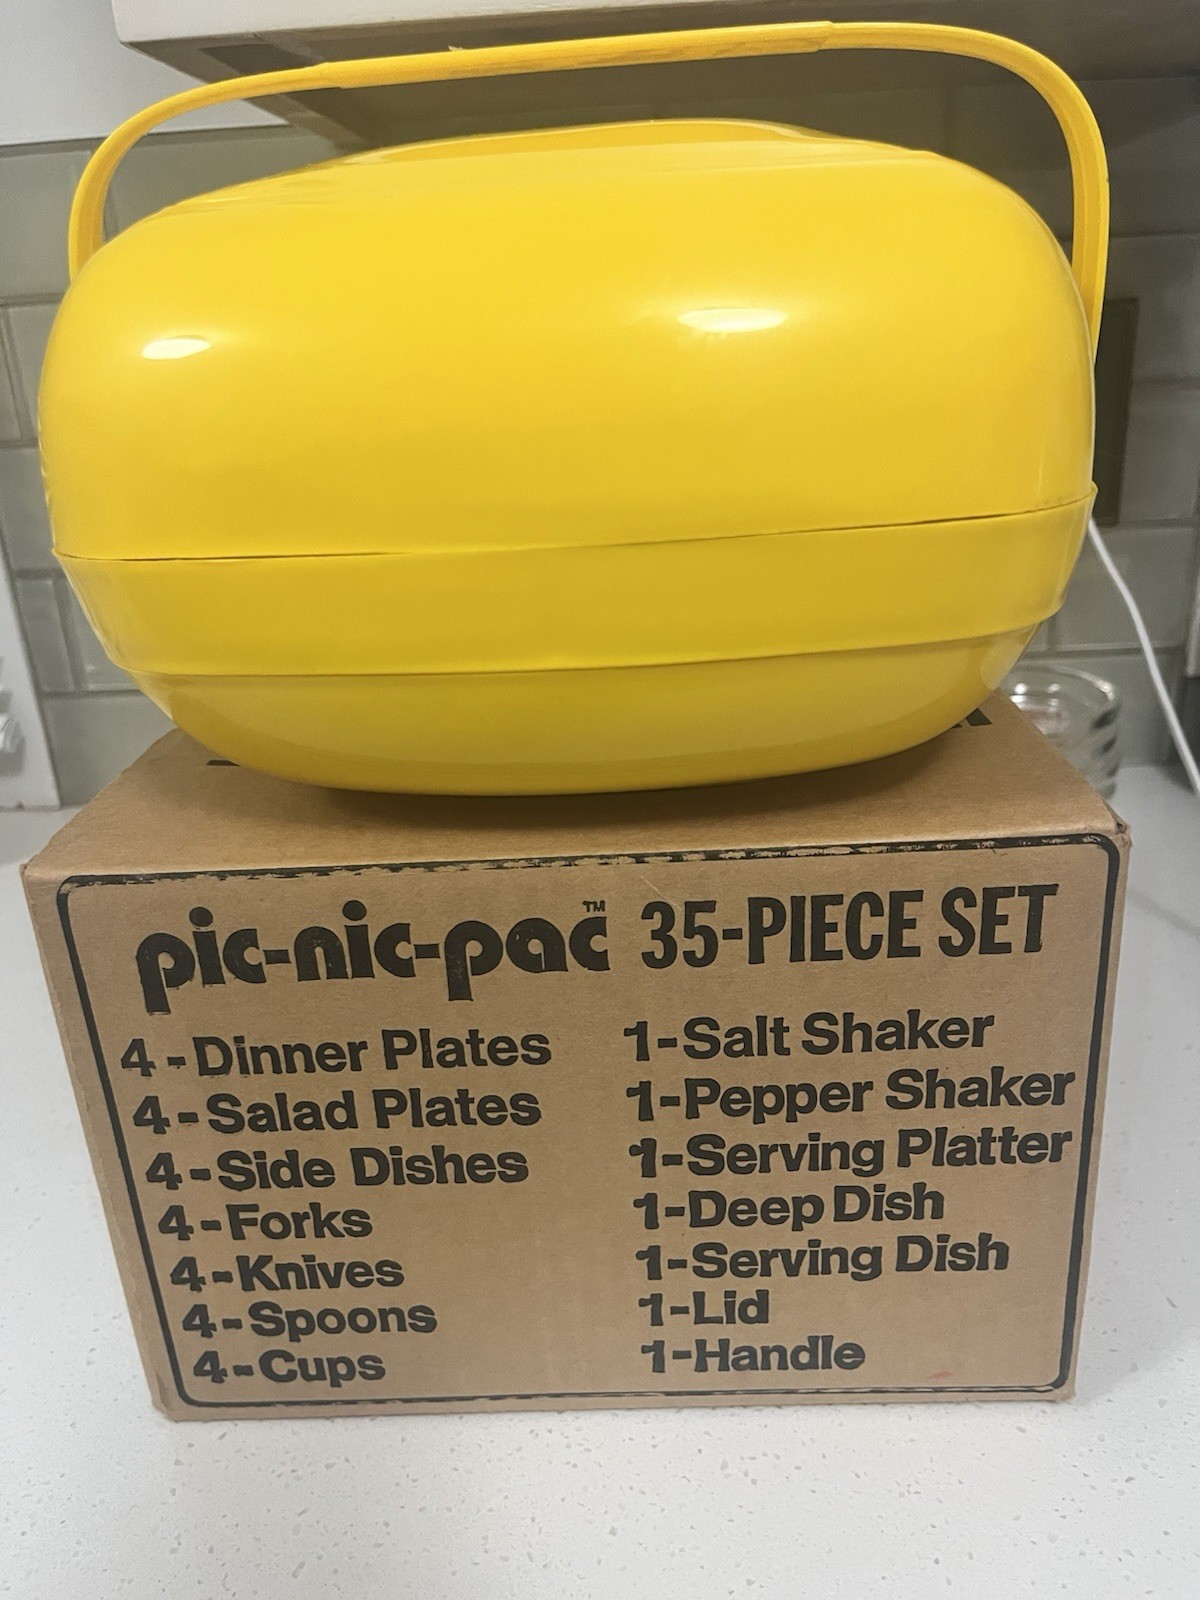 pic-nic-pac™ 35-PIECE SET
4-Dinner Plates
4-Salad Plates
4-Side Dishes
4-Forks
4-Knives
4-Spoons
4-Cups
1-Salt Shaker
1-Pepper Shaker
1-Serving Platter
1-Deep Dish
1-Serving Dish
1-Lid
1-Handle